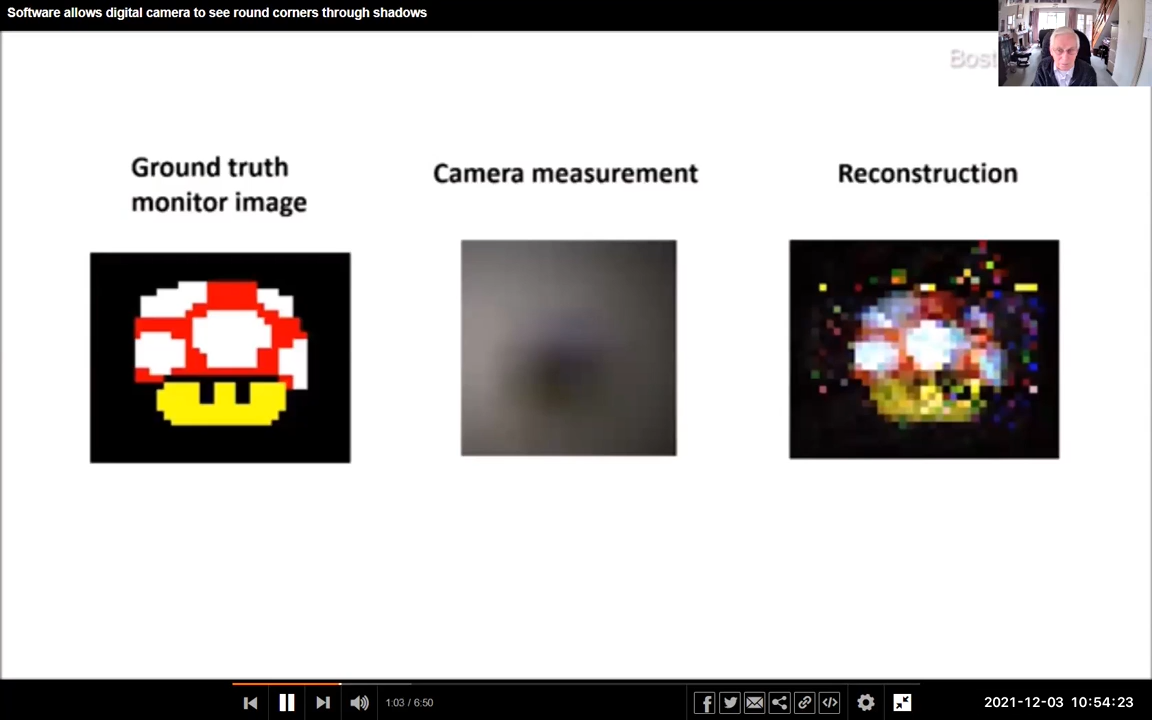 Software allows digital camera to see round corners through shadows
Bost
Ground truth
monitor image
Camera measurement
Reconstruction
1:03 / 6:50
2021-12-03 10:54:23